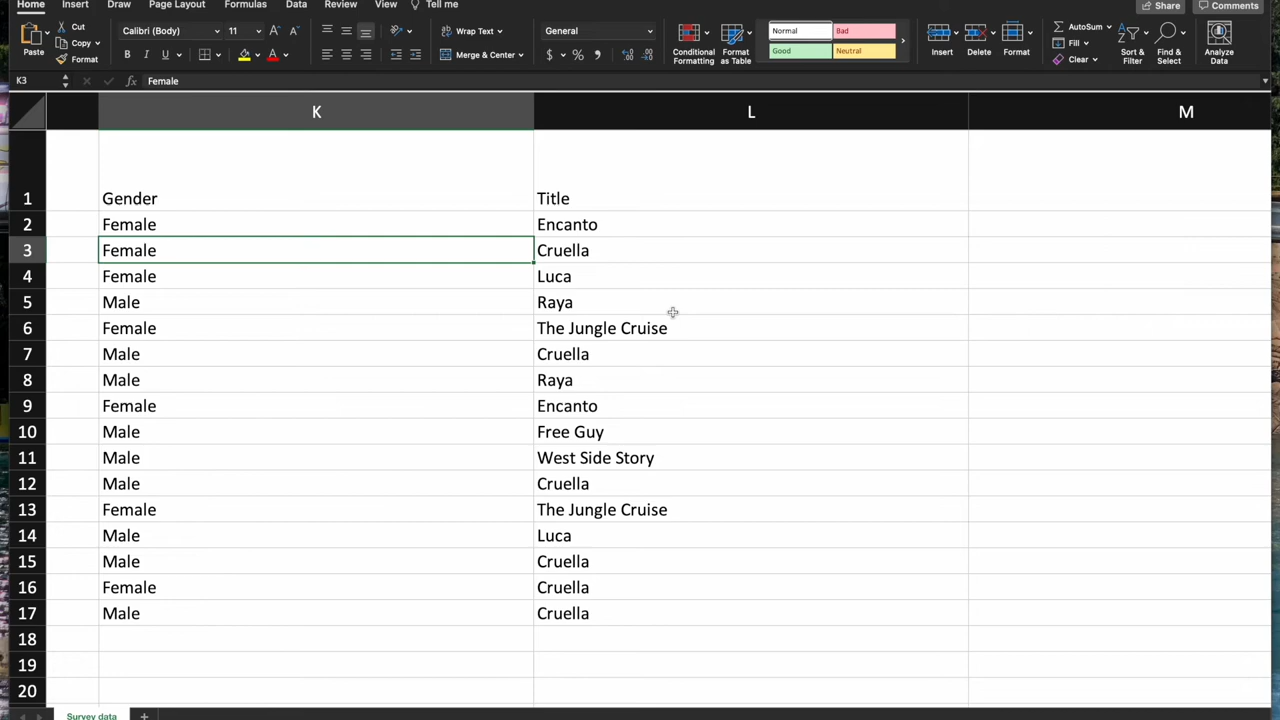 Home Insert Draw Page Layout Formulas Data Review View Tell me Share Comments
Paste Cut Copy Format Calibri (Body) 11 Wrap Text General Normal Bad AutoSum
B I U Merge & Center $ % Conditional Formatting Format as Table Good Neutral Insert Delete Format Fill Clear Sort & Filter Find & Select Analyze Data
K3 fx Female
K L M
1 Gender Title
2 Female Encanto
3 Female Cruella
4 Female Luca
5 Male Raya
6 Female The Jungle Cruise
7 Male Cruella
8 Male Raya
9 Female Encanto
10 Male Free Guy
11 Male West Side Story
12 Male Cruella
13 Female The Jungle Cruise
14 Male Luca
15 Male Cruella
16 Female Cruella
17 Male Cruella
18
19
20
Survey data +